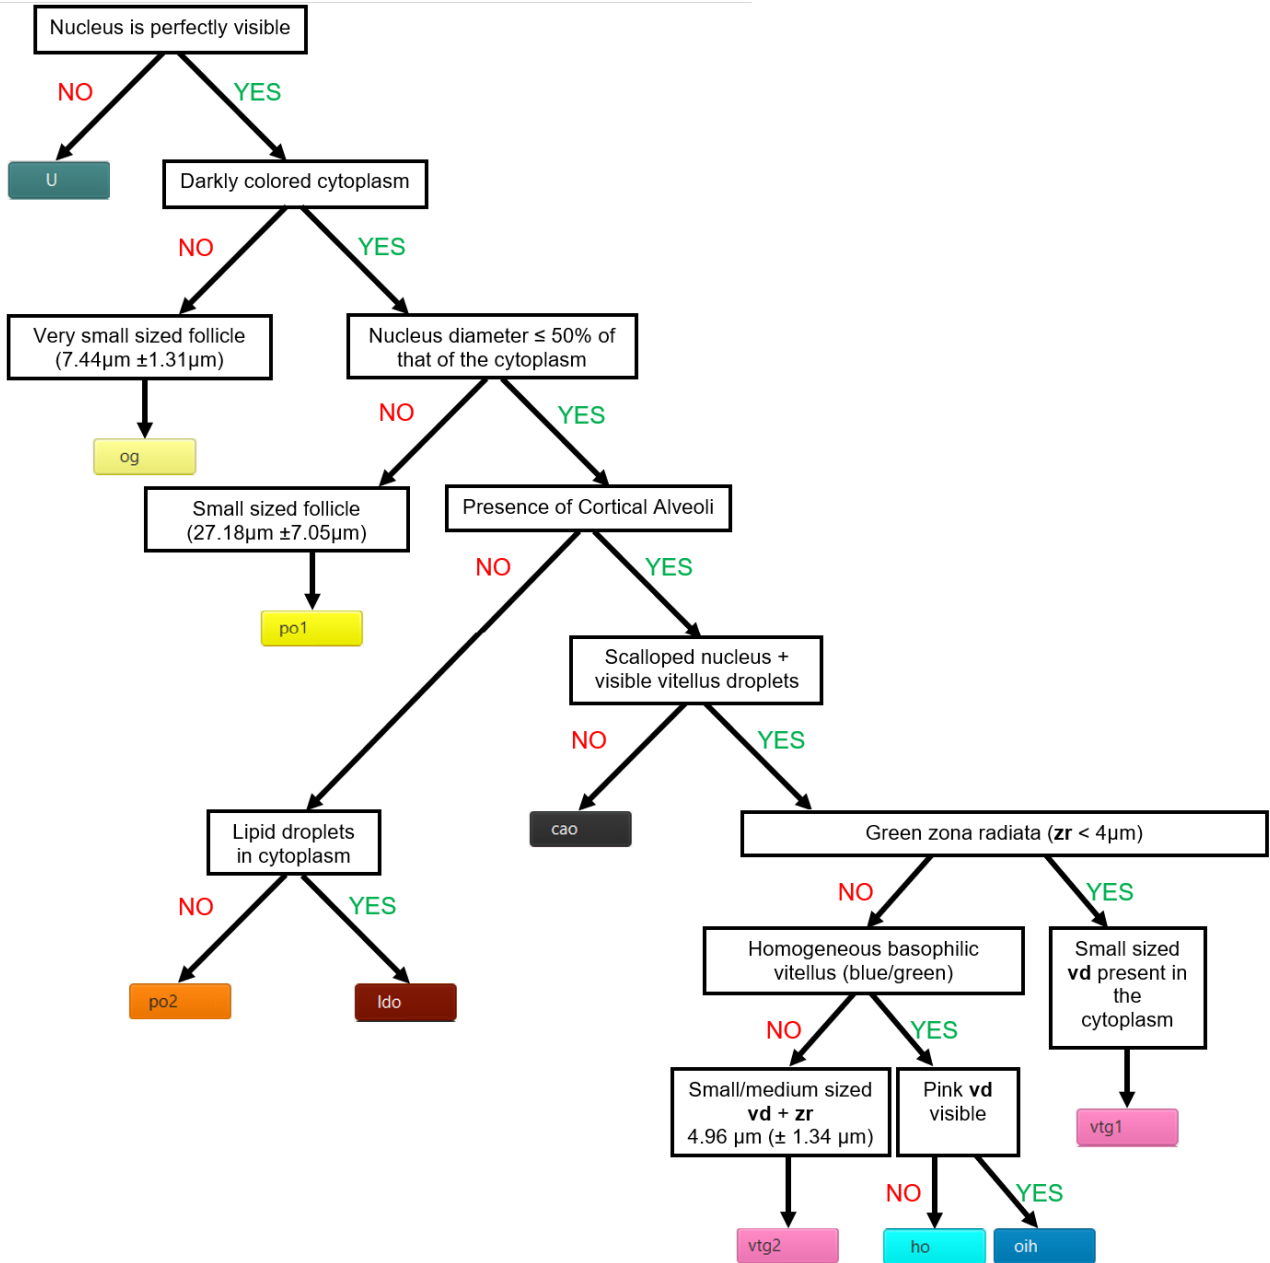 Nucleus is perfectly visible
NO
YES
U
Darkly colored cytoplasm
NO
YES
Very small sized follicle
(7.44µm ±1.31µm)
Nucleus diameter ≤ 50% of
that of the cytoplasm
NO
YES
og
Small sized follicle
(27.18µm ±7.05µm)
Presence of Cortical Alveoli
NO
YES
po1
Scalloped nucleus +
visible vitellus droplets
NO
YES
Lipid droplets
in cytoplasm
cao
Green zona radiata (zr < 4µm)
NO
YES
NO
YES
po2
ldo
Homogeneous basophilic
vitellus (blue/green)
Small sized
vd present in
the
cytoplasm
NO
YES
Small/medium sized
vd + zr
4.96 µm (± 1.34 µm)
Pink vd
visible
vtg1
NO
YES
vtg2
ho
oih